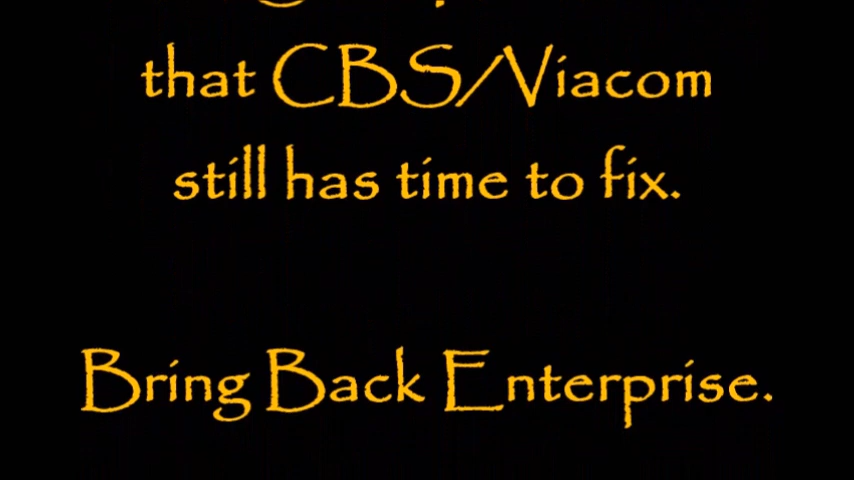 that CBS/Viacom
still has time to fix.
Bring Back Enterprise.